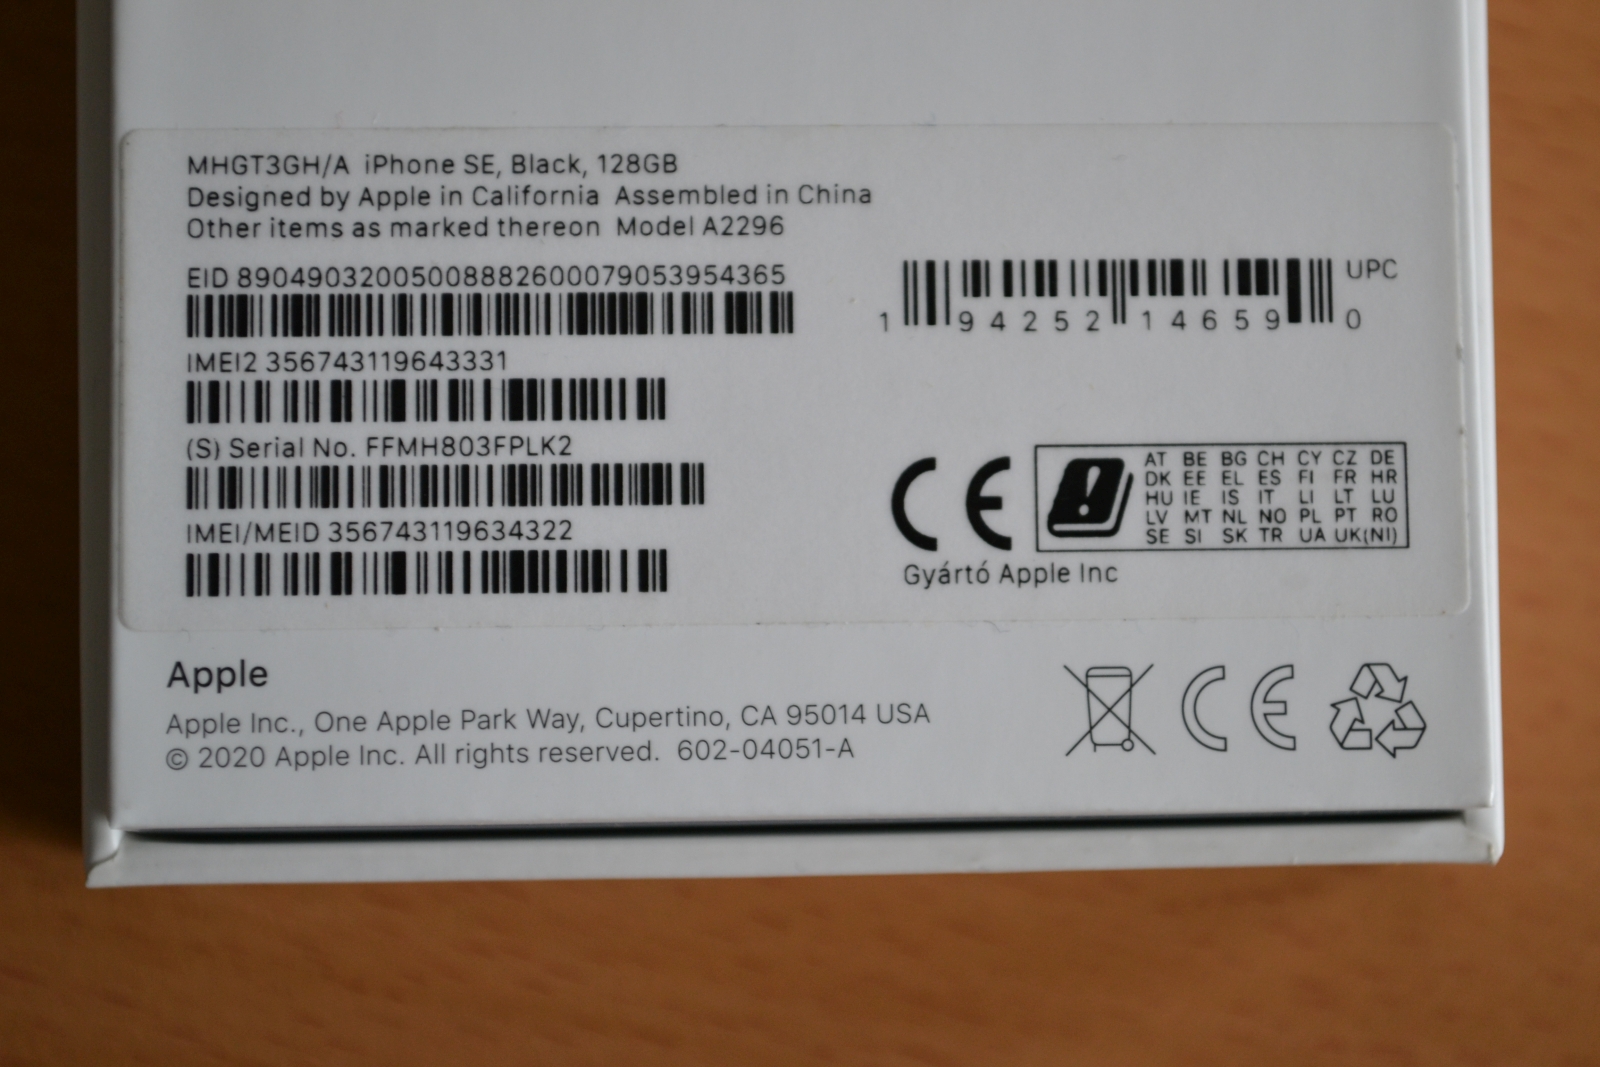 MHGT3GH/A iPhone SE, Black, 128GB
Designed by Apple in California Assembled in China
Other items as marked thereon Model A2296
EID 89049032005008882600079053954365
IMEI2 356743119643331
(S) Serial No. FFMH803FPLK2
IMEI/MEID 356743119634322
UPC
1 94252 14659 0
CE
AT BE BG CH CY CZ DE
DK EE EL ES FI FR HR
HU IE IS IT LI LT LU
LV MT NL NO PL PT RO
SE SI SK TR UA UK(NI)
Gyártó Apple Inc
Apple
Apple Inc., One Apple Park Way, Cupertino, CA 95014 USA
© 2020 Apple Inc. All rights reserved. 602-04051-A
CE